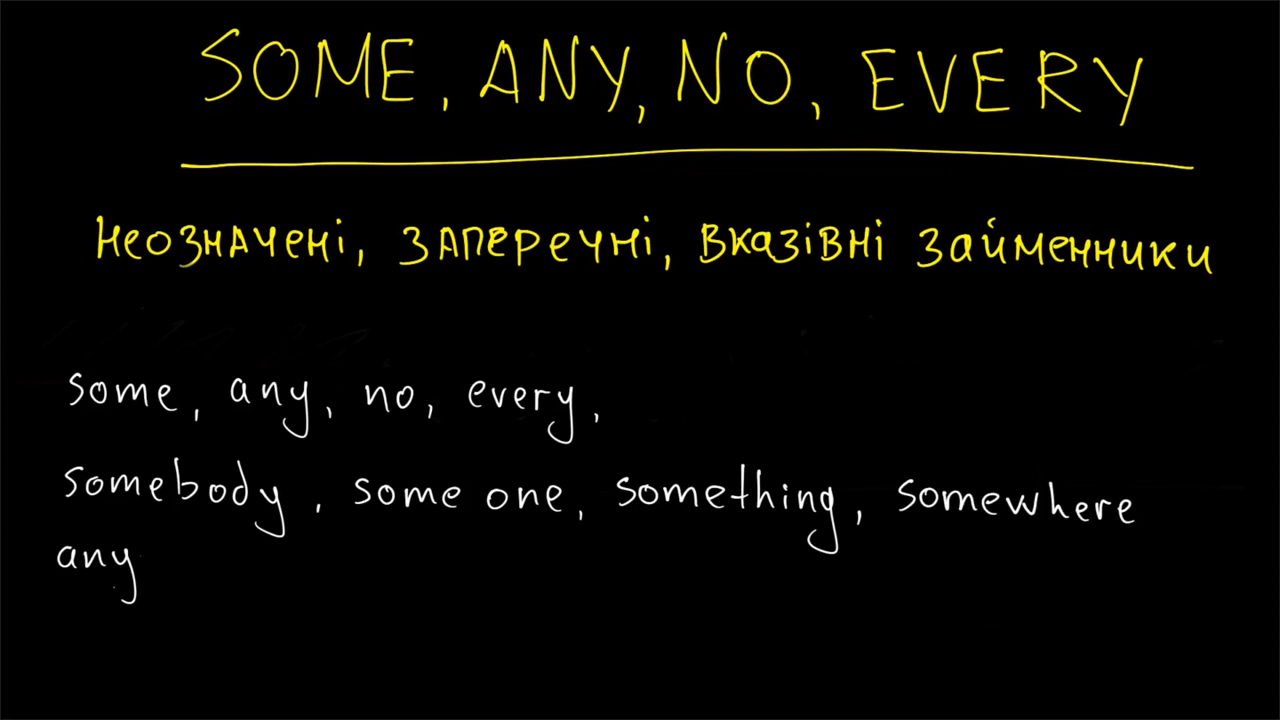 SOME, ANY, NO, EVERY
неозначені, заперечні, вказівні займенники
some, any, no, every,
somebody, some one, something, somewhere
any